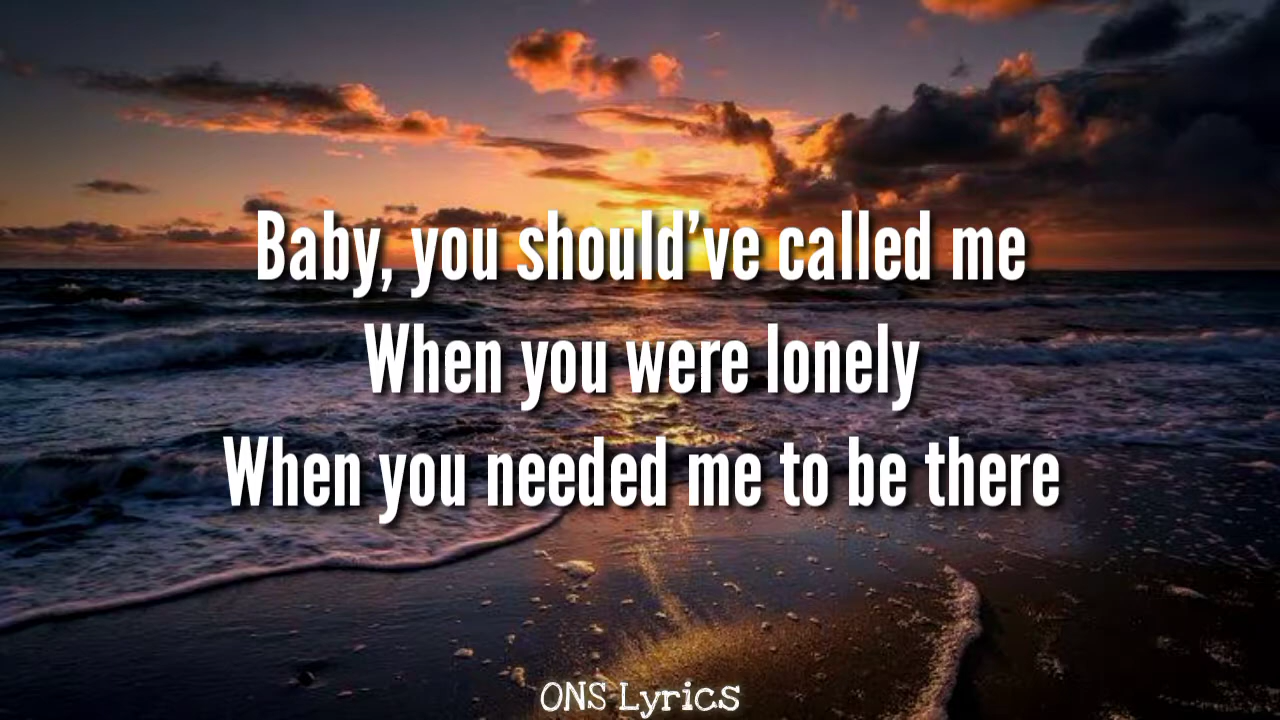 Baby, you should’ve called me
When you were lonely
When you needed me to be there
ONS Lyrics